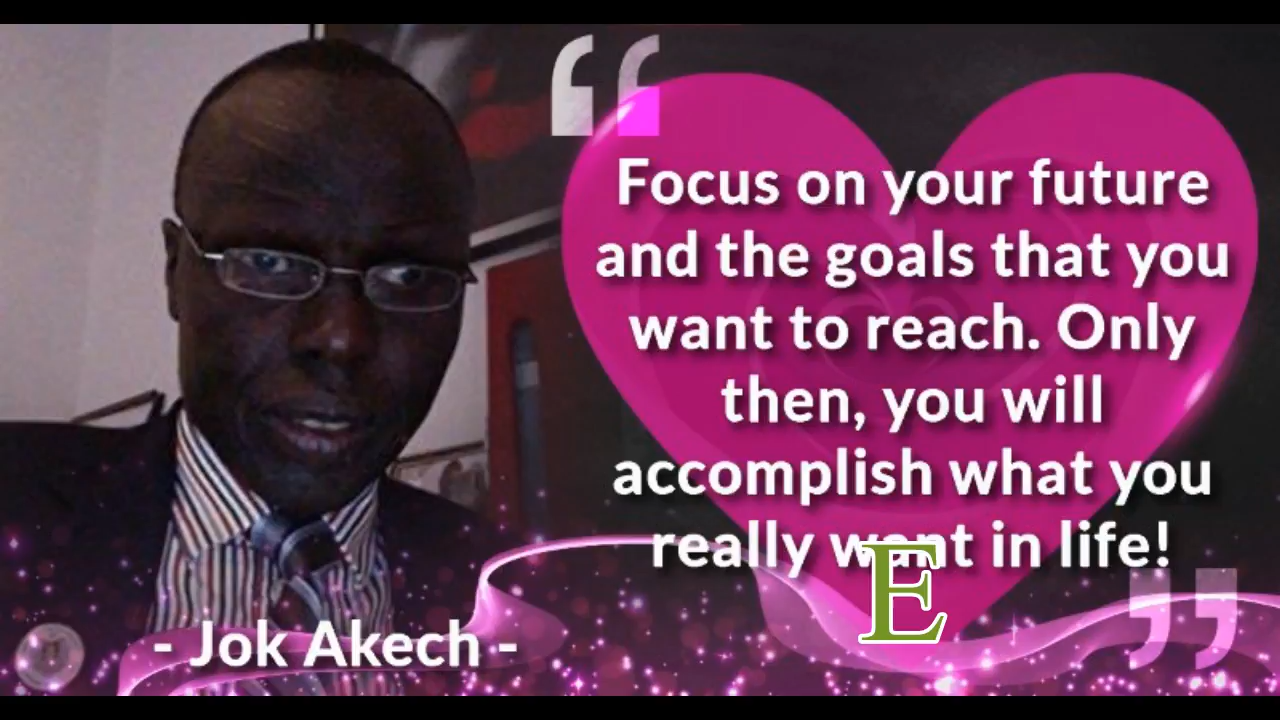 “
Focus on your future
and the goals that you
want to reach. Only
then, you will
accomplish what you
really want in life!
E
”
- Jok Akech -